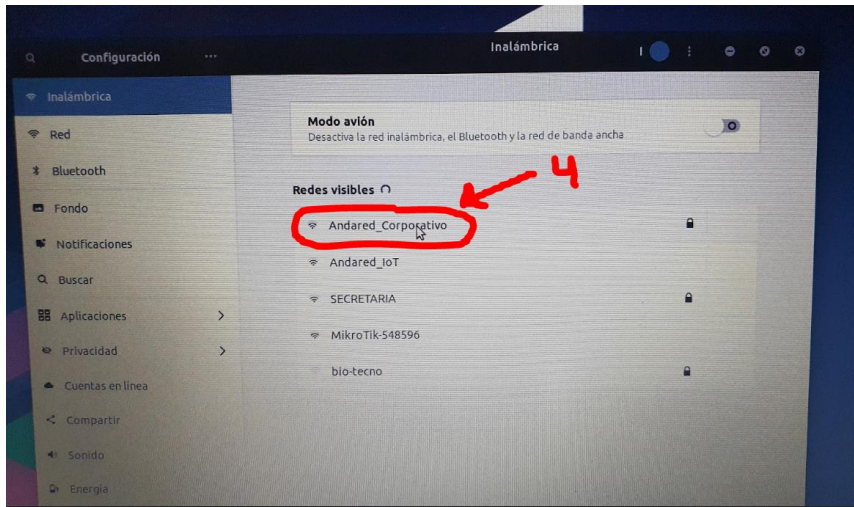 Configuración
Inalámbrica
Inalámbrica
Red
Bluetooth
Fondo
Notificaciones
Buscar
Aplicaciones
Privacidad
Cuentas en línea
Compartir
Sonido
Energía
Modo avión
Desactiva la red inalámbrica, el Bluetooth y la red de banda ancha
4
Redes visibles
Andared_Corporativo
Andared_IoT
SECRETARIA
MikroTik-548596
bio-tecno